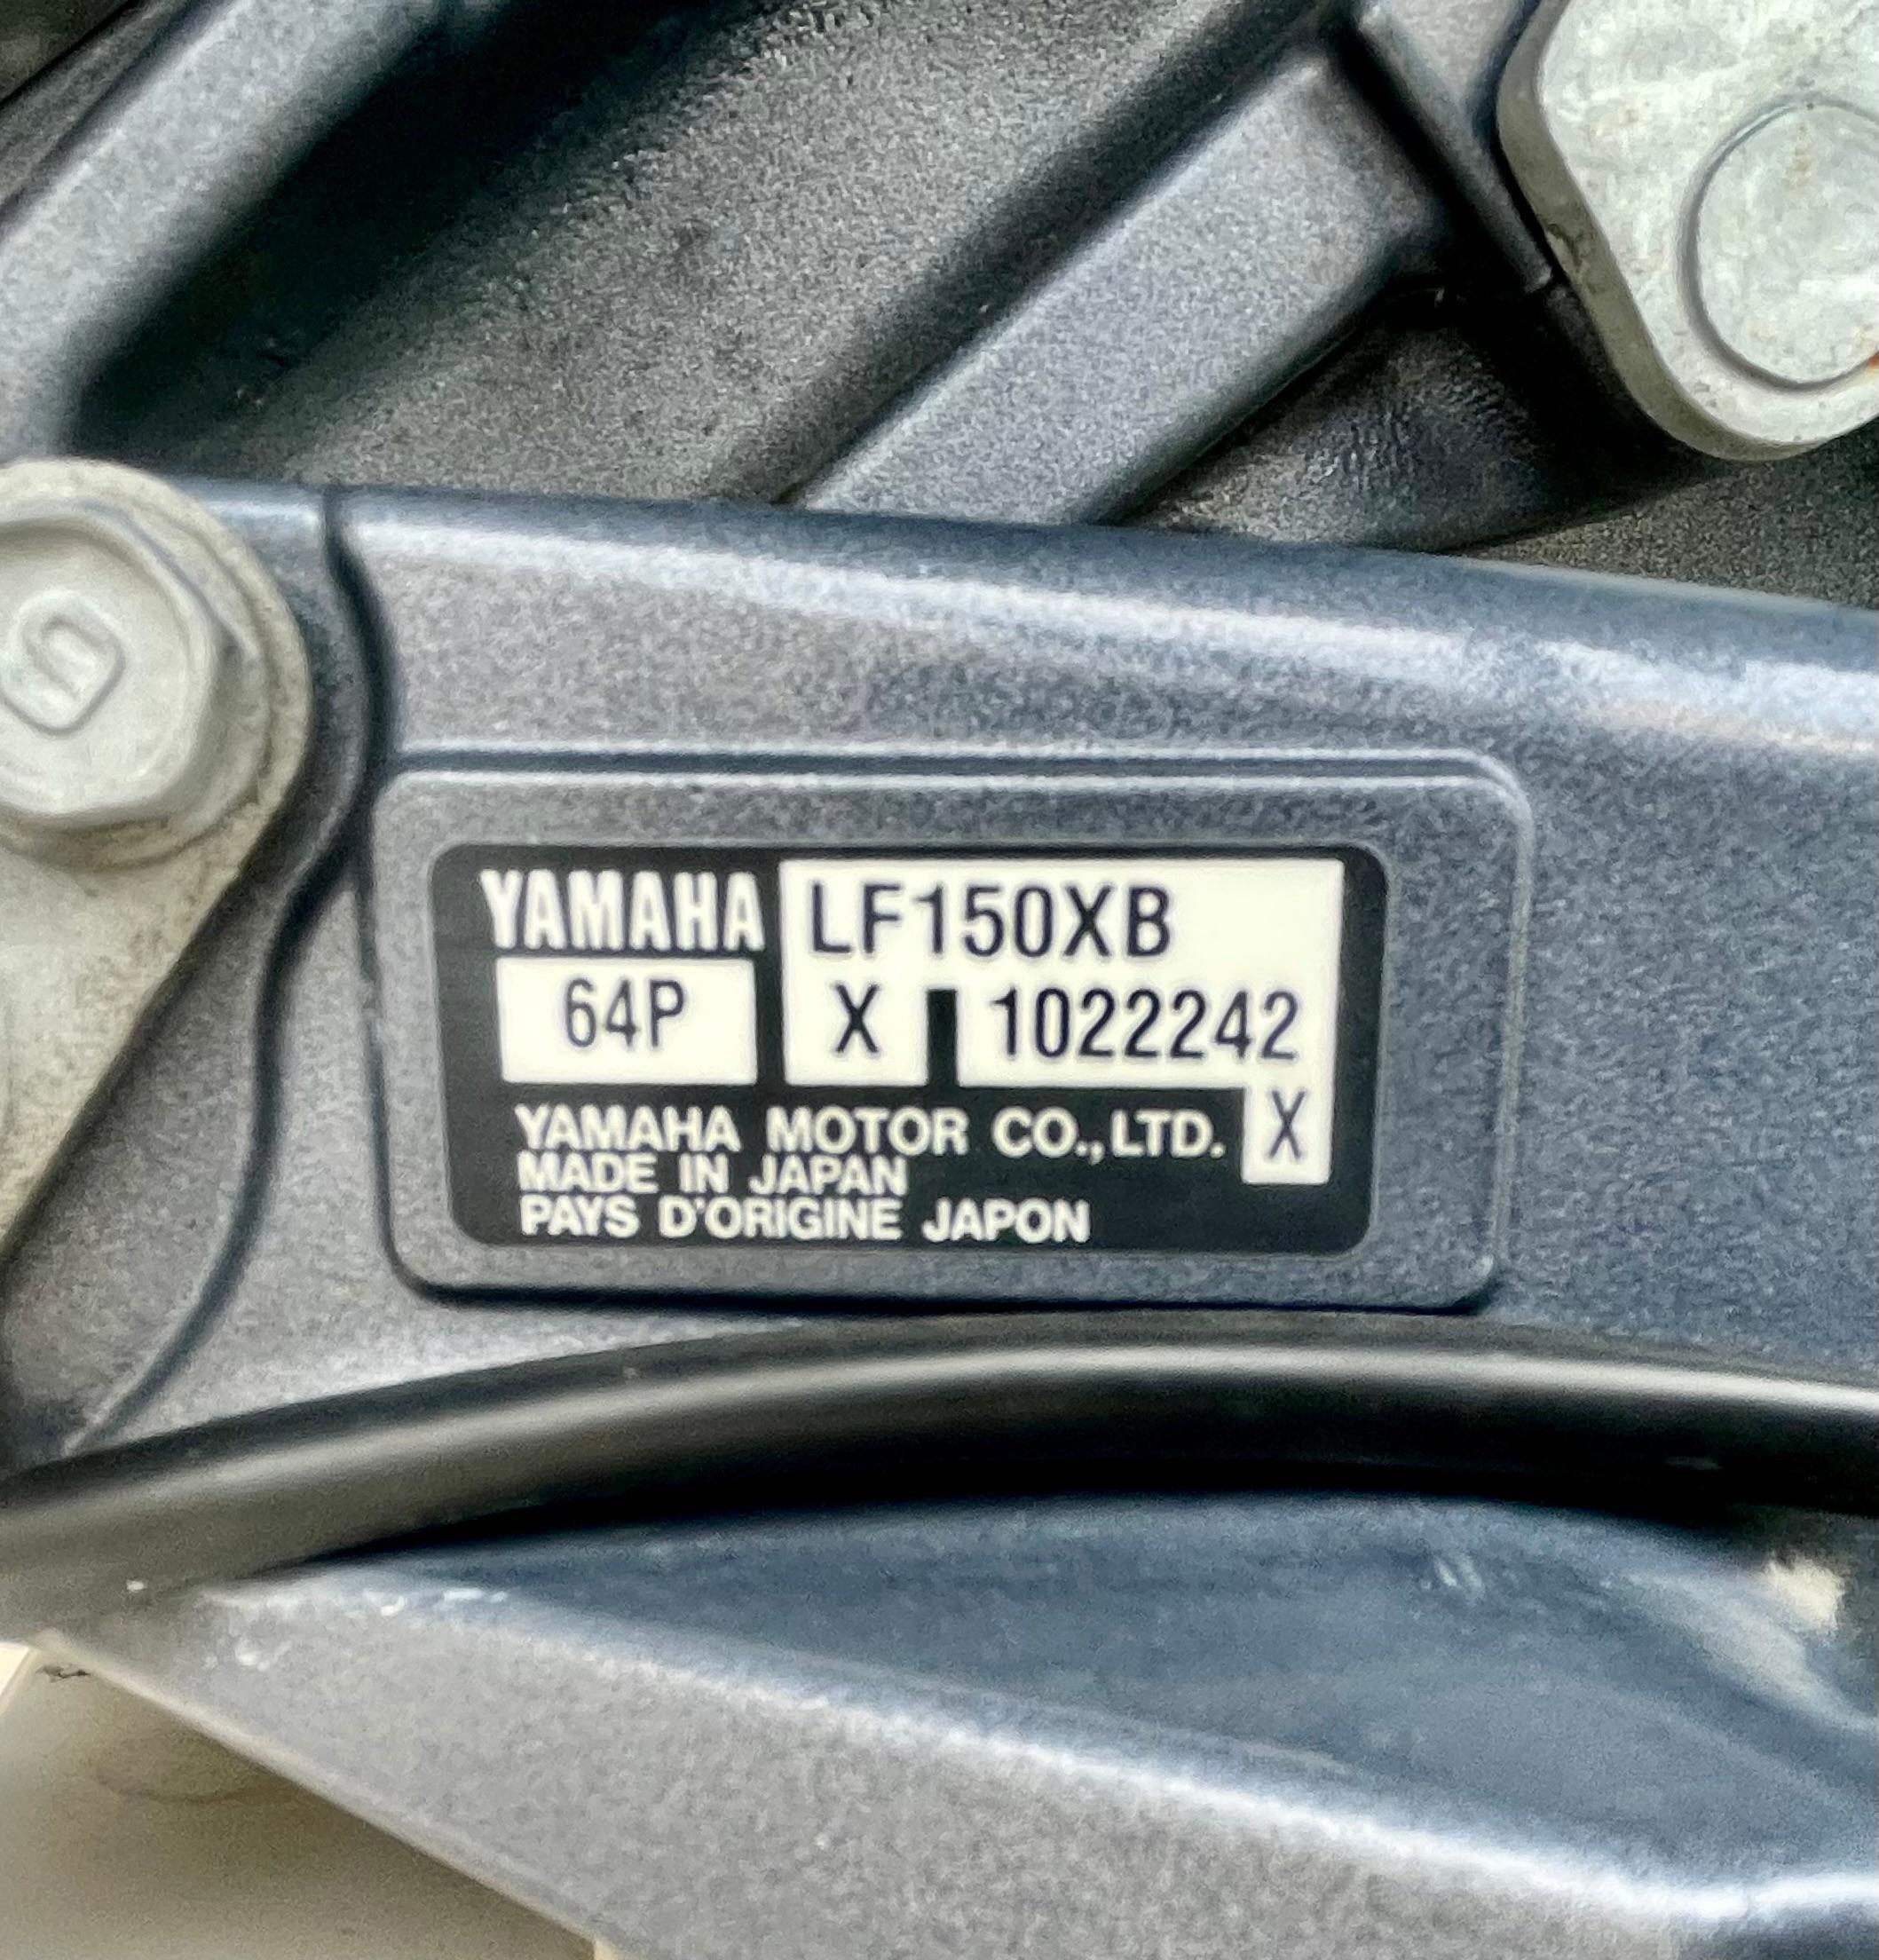 YAMAHA LF150XB
64P X 1022242
X
YAMAHA MOTOR CO.,LTD.
MADE IN JAPAN
PAYS D'ORIGINE JAPON